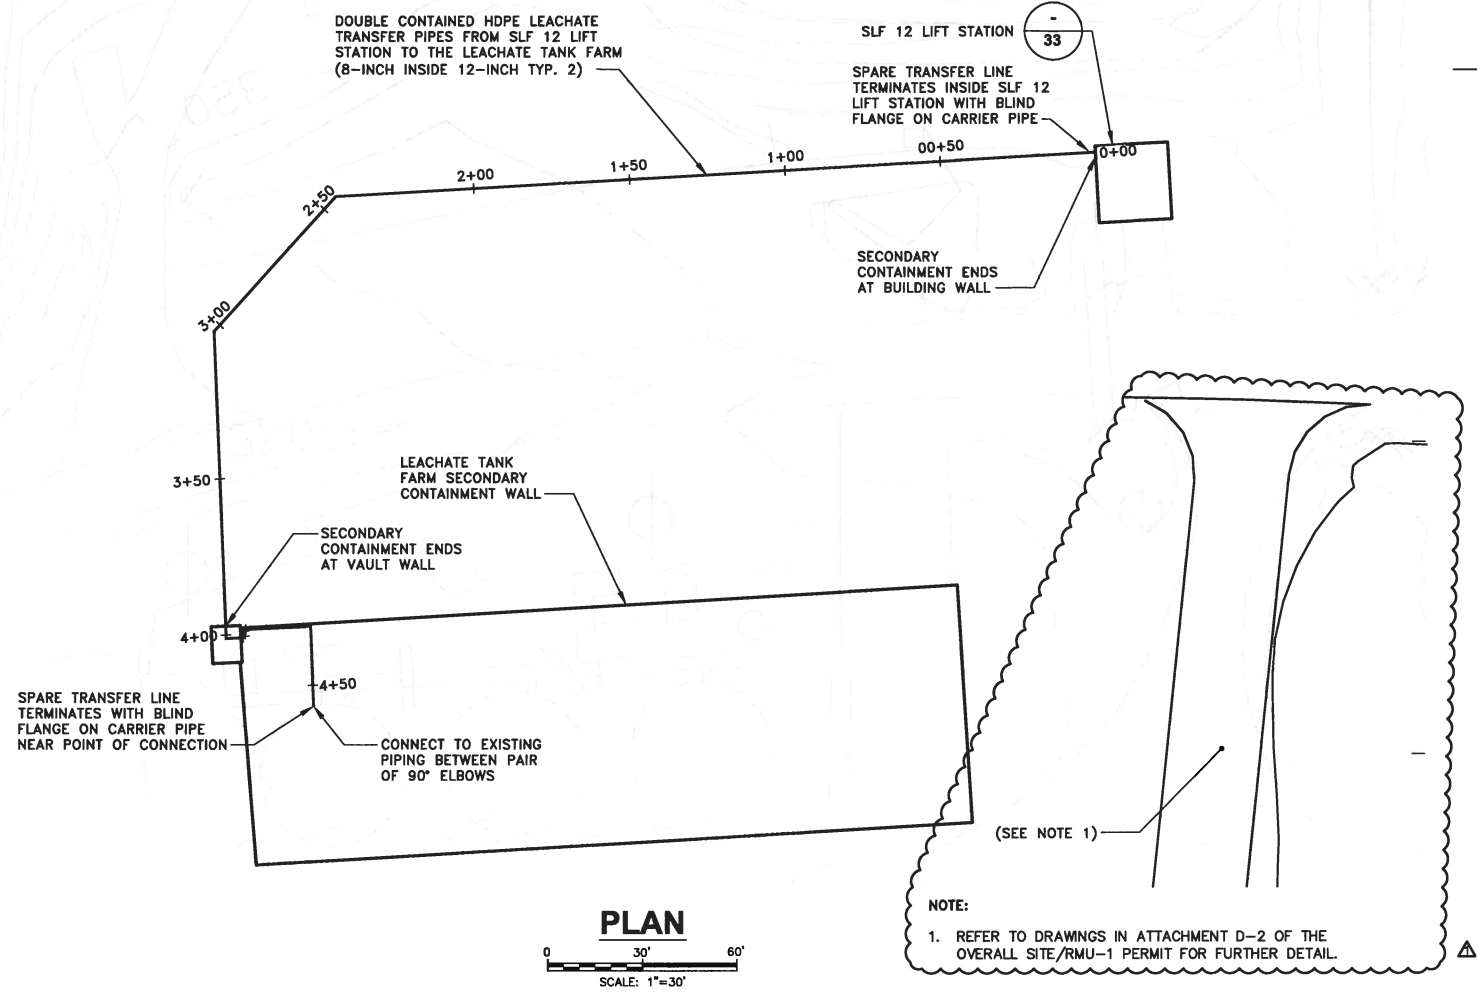 DOUBLE CONTAINED HDPE LEACHATE
TRANSFER PIPES FROM SLF 12 LIFT
STATION TO THE LEACHATE TANK FARM
(8-INCH INSIDE 12-INCH TYP. 2)
SLF 12 LIFT STATION
-
33
SPARE TRANSFER LINE
TERMINATES INSIDE SLF 12
LIFT STATION WITH BLIND
FLANGE ON CARRIER PIPE
0+00
00+50
1+00
1+50
2+00
2+50
3+00
3+50
4+00
4+50
SECONDARY
CONTAINMENT ENDS
AT BUILDING WALL
LEACHATE TANK
FARM SECONDARY
CONTAINMENT WALL
SECONDARY
CONTAINMENT ENDS
AT VAULT WALL
SPARE TRANSFER LINE
TERMINATES WITH BLIND
FLANGE ON CARRIER PIPE
NEAR POINT OF CONNECTION
CONNECT TO EXISTING
PIPING BETWEEN PAIR
OF 90° ELBOWS
(SEE NOTE 1)
NOTE:
1. REFER TO DRAWINGS IN ATTACHMENT D-2 OF THE
OVERALL SITE/RMU-1 PERMIT FOR FURTHER DETAIL.
1
PLAN
0 30' 60'
SCALE: 1"=30'